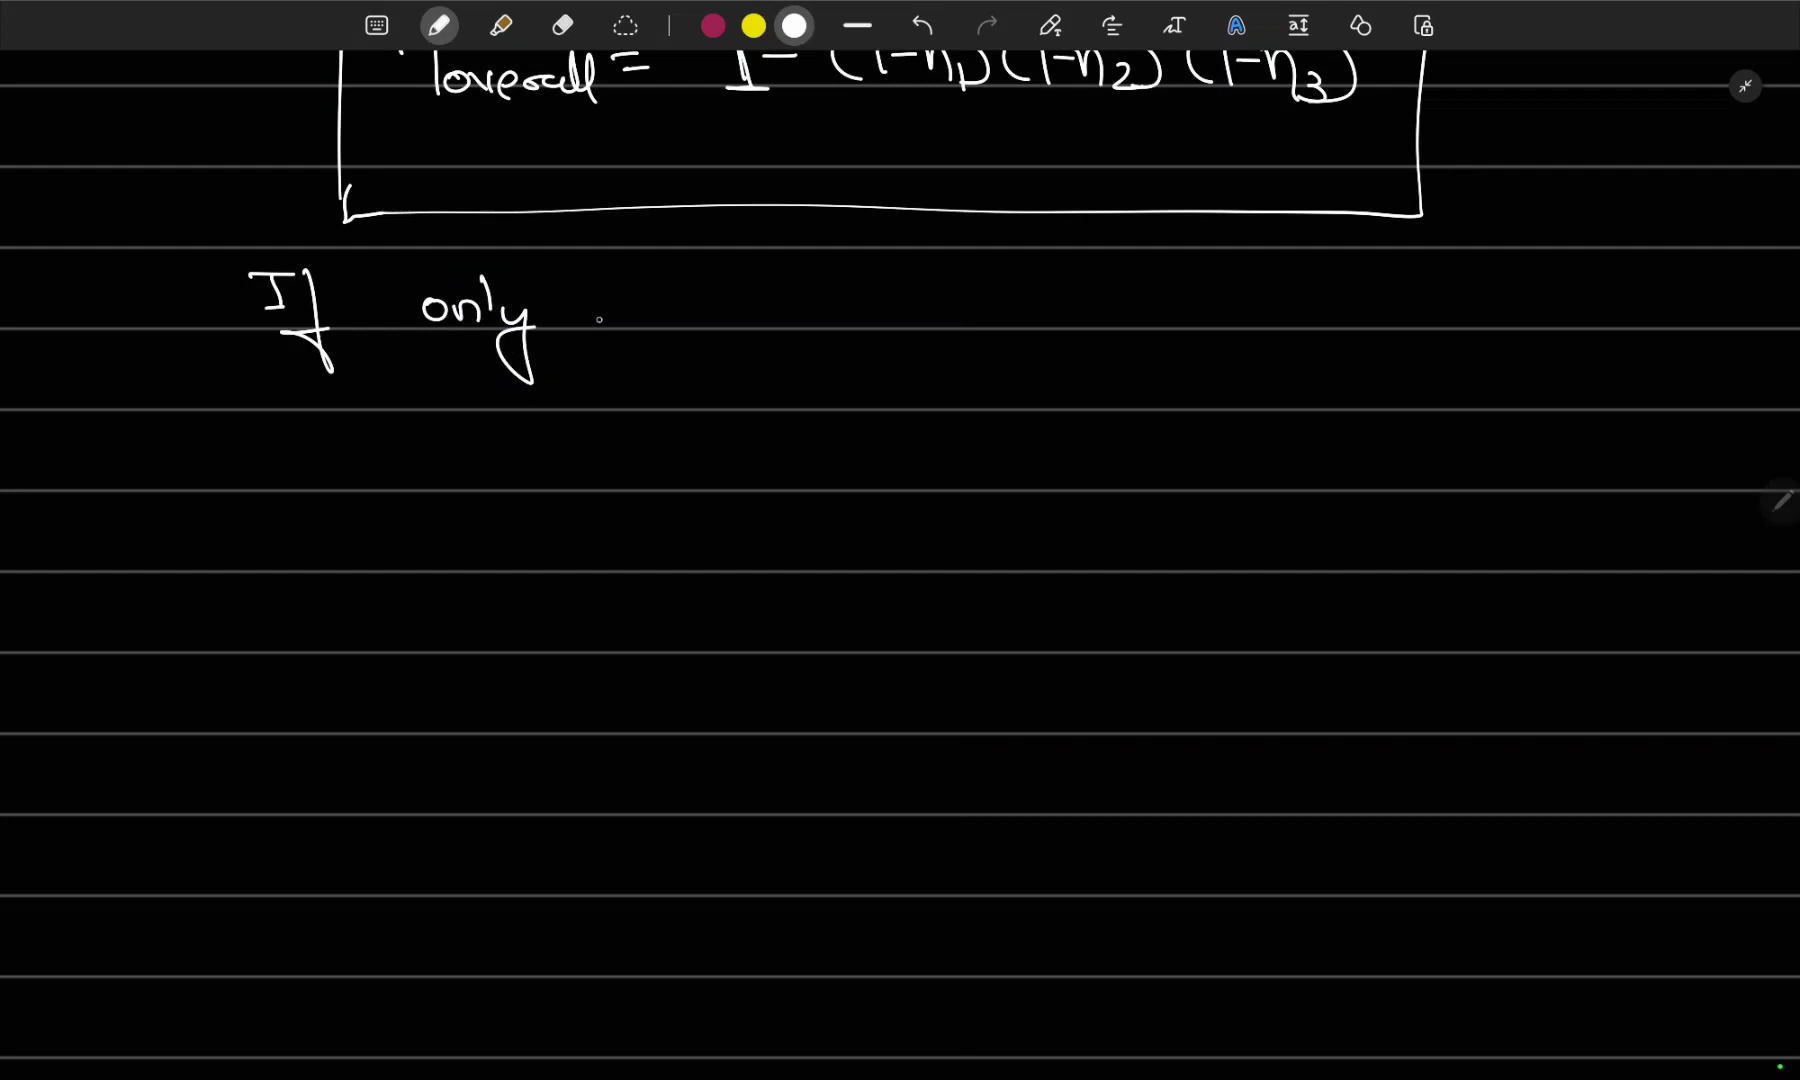 ηoverall = 1 - (1-η1)(1-η2)(1-η3)
If only